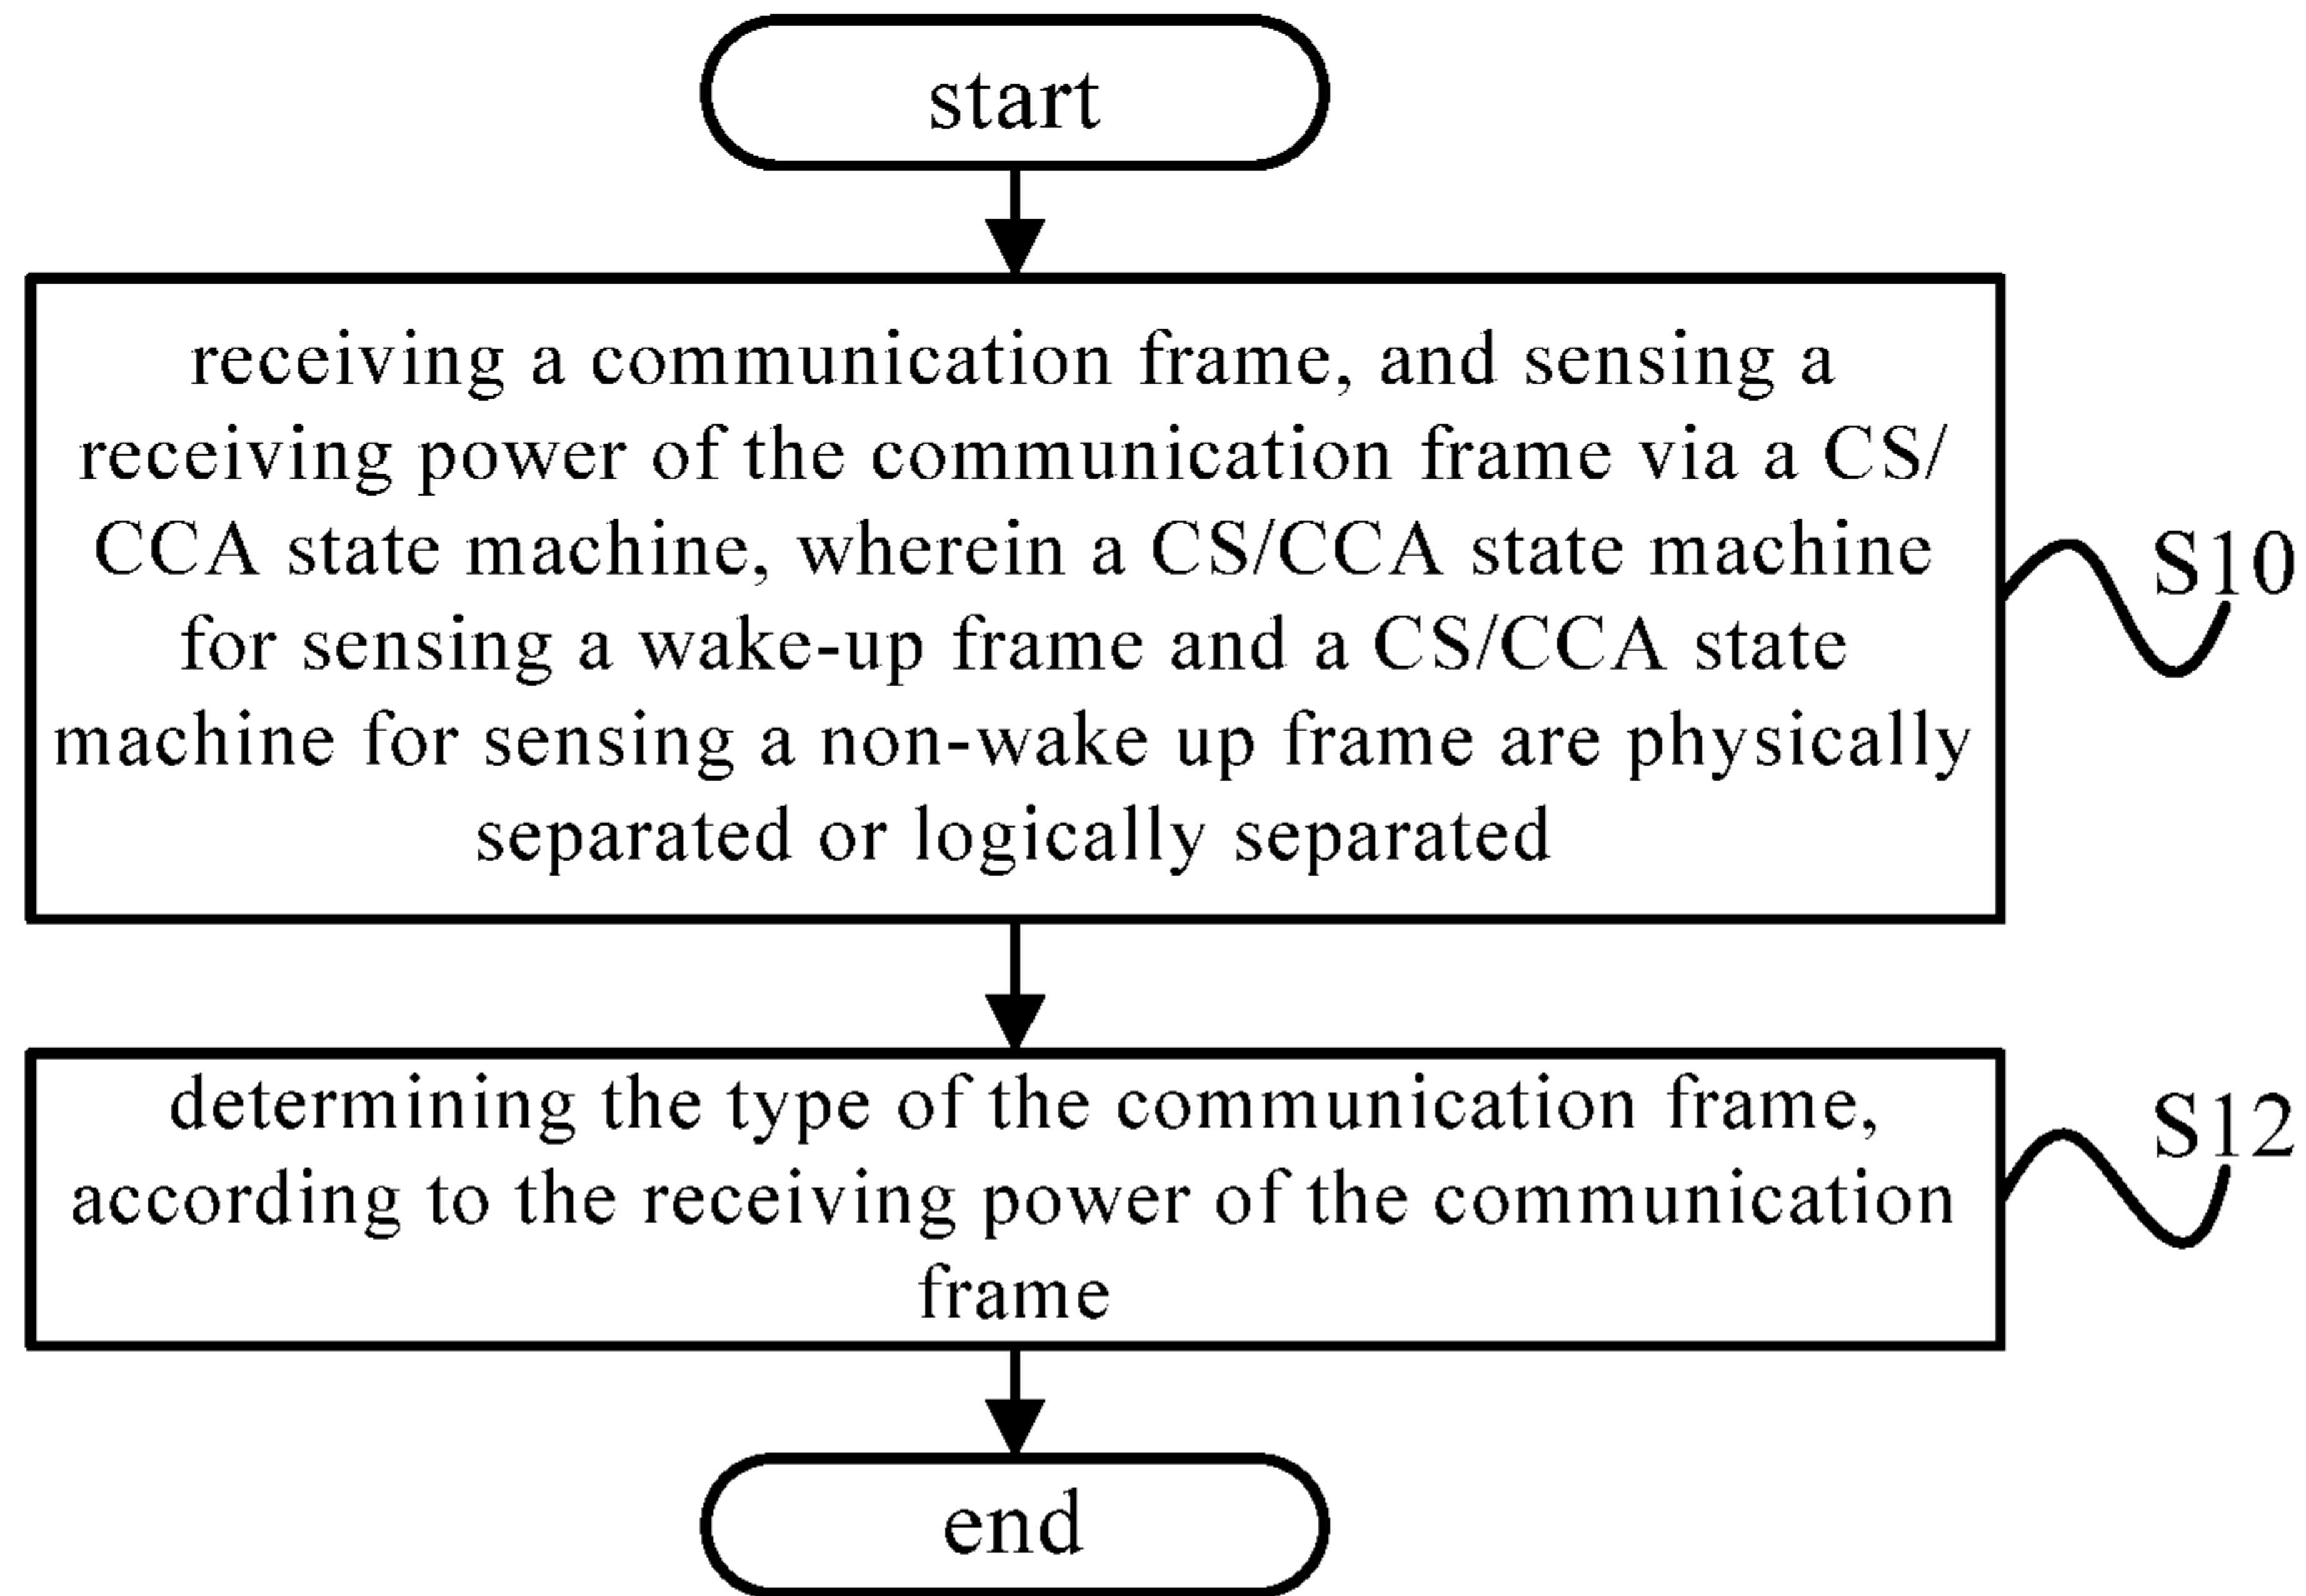 start
receiving a communication frame, and sensing a
receiving power of the communication frame via a CS/
CCA state machine, wherein a CS/CCA state machine
for sensing a wake-up frame and a CS/CCA state
machine for sensing a non-wake up frame are physically
separated or logically separated
S10
determining the type of the communication frame,
according to the receiving power of the communication
frame
S12
end